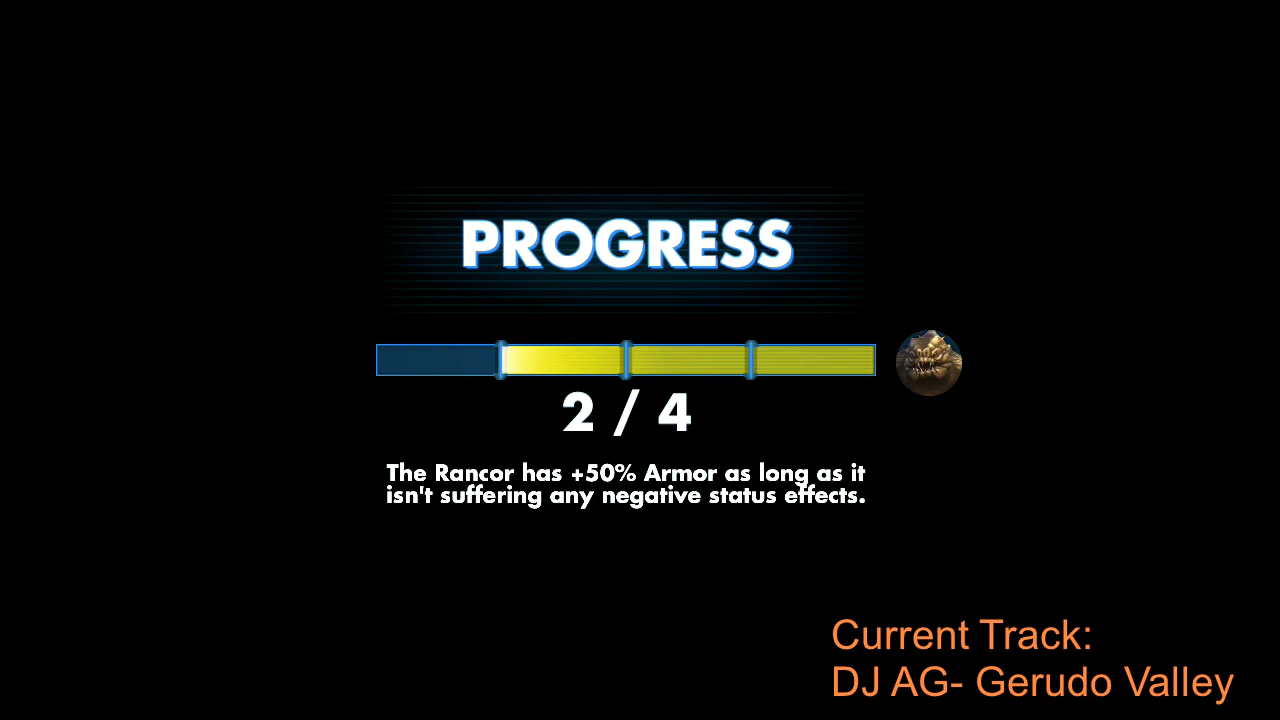 PROGRESS
2 / 4
The Rancor has +50% Armor as long as it
isn't suffering any negative status effects.
Current Track:
DJ AG- Gerudo Valley